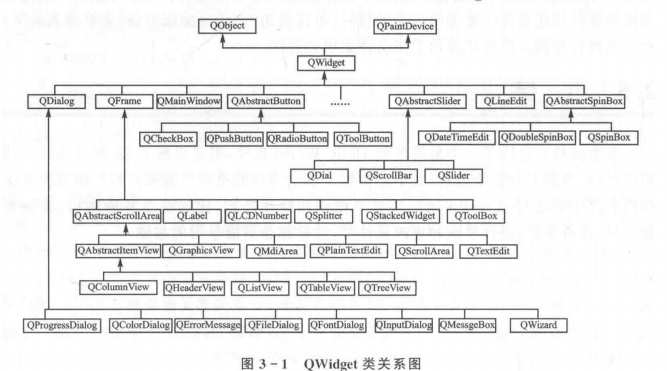 QObject QPaintDevice
QWidget
QDialog QFrame QMainWindow QAbstractButton ...... QAbstractSlider QLineEdit QAbstractSpinBox
QCheckBox QPushButton QRadioButton QToolButton QDateTimeEdit QDoubleSpinBox QSpinBox
QDial QScrollBar QSlider
QAbstractScrollArea QLabel QLCDNumber QSplitter QStackedWidget QToolBox
QAbstractItemView QGraphicsView QMdiArea QPlainTextEdit QScrollArea QTextEdit
QColumnView QHeaderView QListView QTableView QTreeView
QProgressDialog QColorDialog QErrorMessage QFileDialog QFontDialog QInputDialog QMessgeBox QWizard
图 3-1 QWidget 类关系图